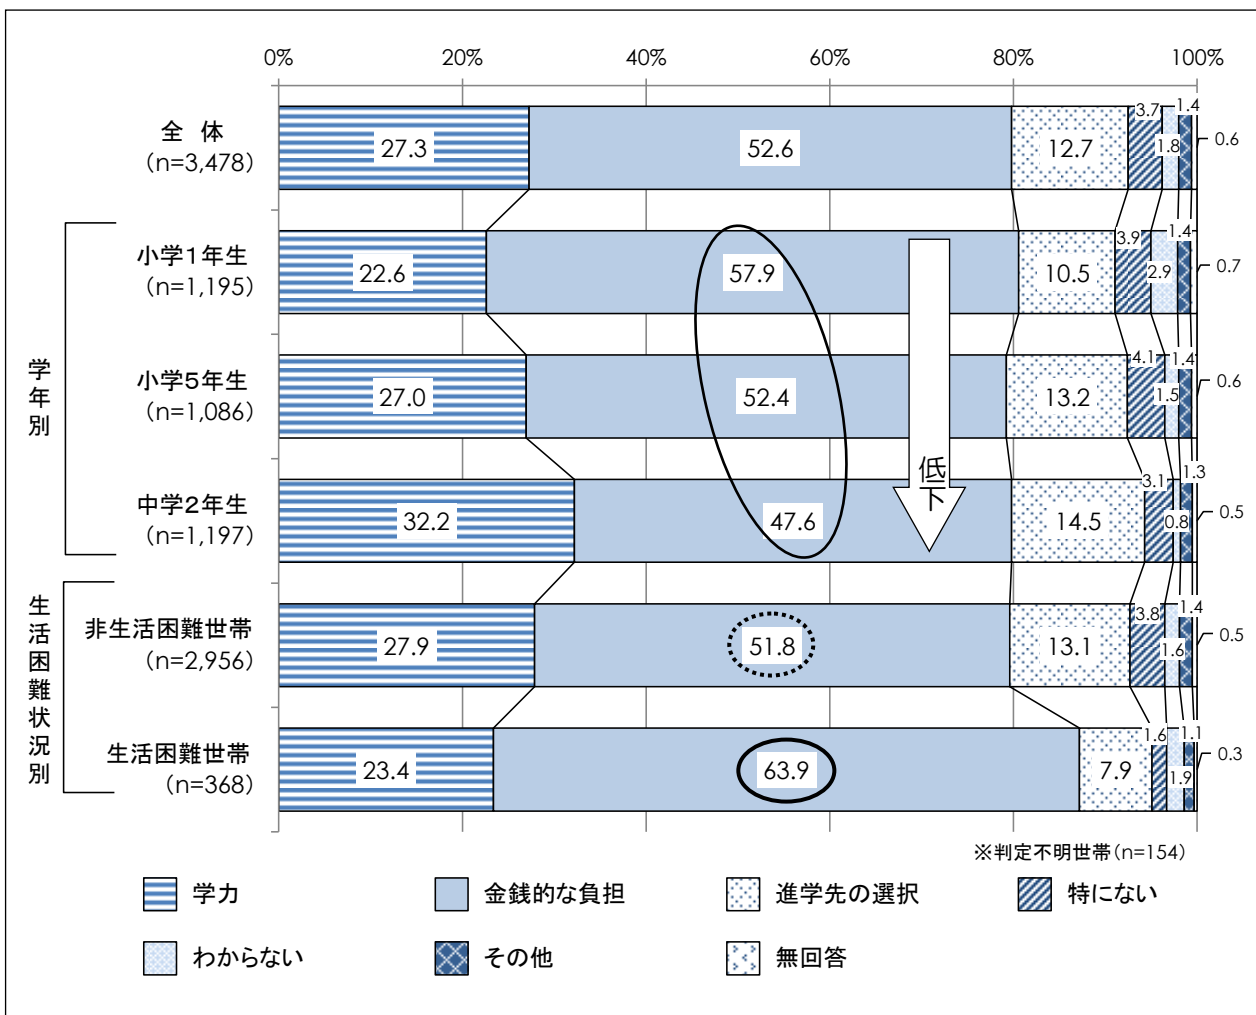 0%
20%
40%
60%
80%
100%
全 体
(n=3,478)
27.3
52.6
12.7
3.7
1.8
1.4
0.6
学年別
小学1年生
(n=1,195)
22.6
57.9
10.5
3.9
2.9
1.4
0.7
小学5年生
(n=1,086)
27.0
52.4
13.2
4.1
1.5
1.4
0.6
低下
中学2年生
(n=1,197)
32.2
47.6
14.5
3.1
0.8
1.3
0.5
生活困難状況別
非生活困難世帯
(n=2,956)
27.9
51.8
13.1
3.8
1.6
1.4
0.5
生活困難世帯
(n=368)
23.4
63.9
7.9
1.6
1.9
1.1
0.3
※判定不明世帯(n=154)
学力
金銭的な負担
進学先の選択
特にない
わからない
その他
無回答